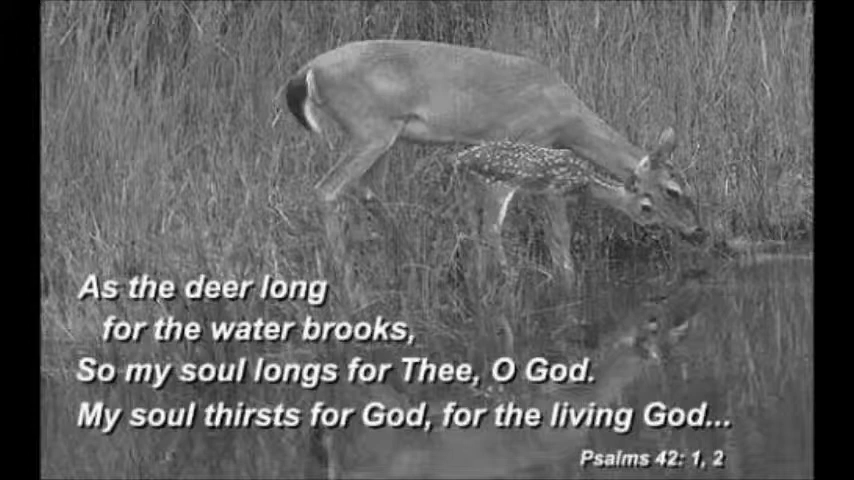 As the deer long
for the water brooks,
So my soul longs for Thee, O God.
My soul thirsts for God, for the living God...
Psalms 42: 1, 2